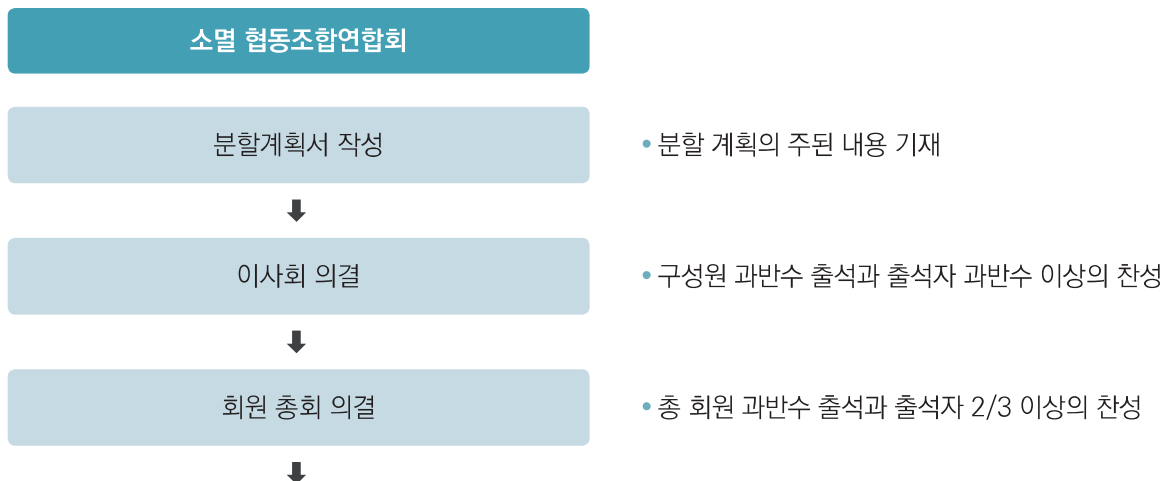 소멸 협동조합연합회
분할계획서 작성
• 분할 계획의 주된 내용 기재
이사회 의결
• 구성원 과반수 출석과 출석자 과반수 이상의 찬성
회원 총회 의결
• 총 회원 과반수 출석과 출석자 2/3 이상의 찬성